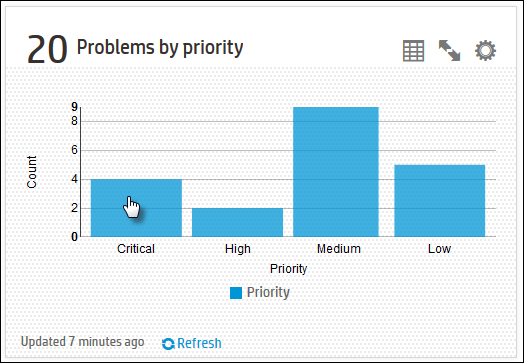 20 Problems by priority
9
8
6
4
2
0
Count
Critical High Medium Low
Priority
Priority
Updated 7 minutes ago Refresh